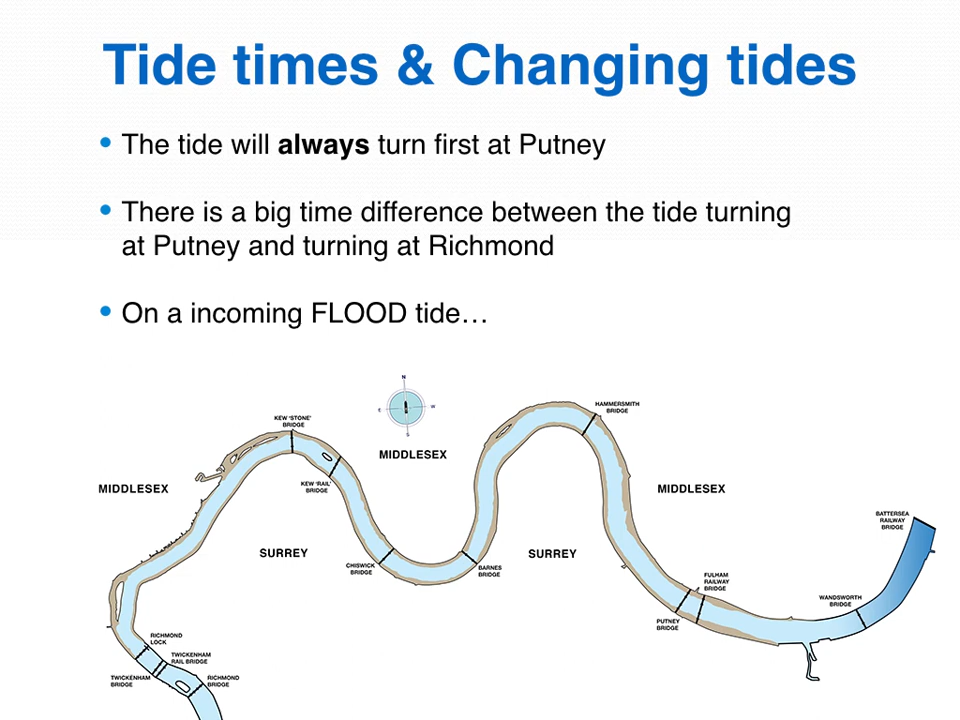 Tide times & Changing tides
• The tide will always turn first at Putney
• There is a big time difference between the tide turning
at Putney and turning at Richmond
• On a incoming FLOOD tide…
N
E
W
S
HAMMERSMITH
BRIDGE
KEW 'STONE'
BRIDGE
MIDDLESEX
MIDDLESEX
KEW 'RAIL'
BRIDGE
MIDDLESEX
BATTERSEA
RAILWAY
BRIDGE
SURREY
SURREY
CHISWICK
BRIDGE
BARNES
BRIDGE
FULHAM
RAILWAY
BRIDGE
WANDSWORTH
BRIDGE
PUTNEY
BRIDGE
RICHMOND
LOCK
TWICKENHAM
RAIL BRIDGE
TWICKENHAM
BRIDGE
RICHMOND
BRIDGE